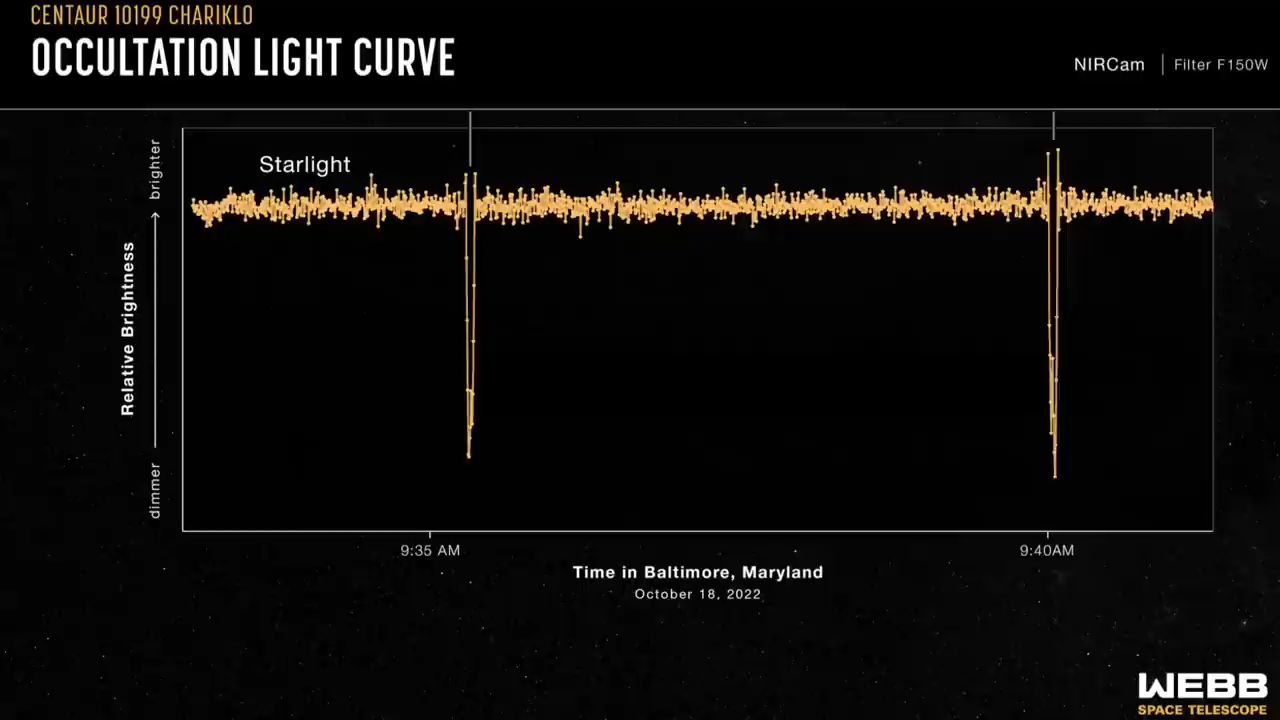 CENTAUR 10199 CHARIKLO
OCCULTATION LIGHT CURVE
NIRCam | Filter F150W
Starlight
brighter
Relative Brightness
dimmer
9:35 AM
9:40AM
Time in Baltimore, Maryland
October 18, 2022
WEBB
SPACE TELESCOPE